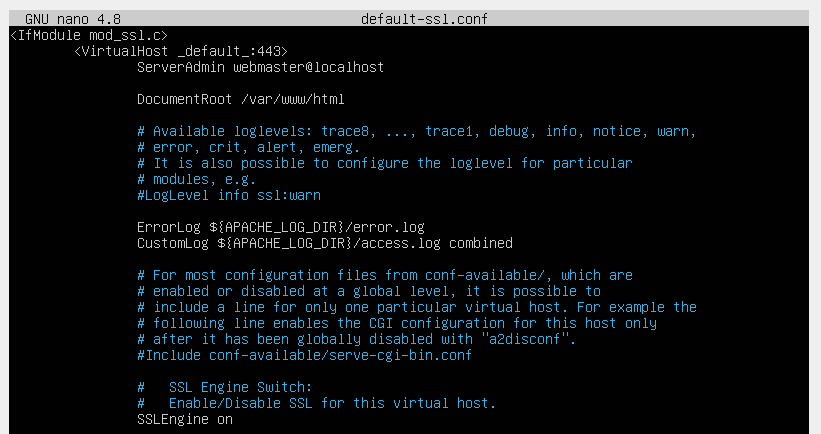 GNU nano 4.8 default-ssl.conf
<IfModule mod_ssl.c>
<VirtualHost _default_:443>
ServerAdmin webmaster@localhost
DocumentRoot /var/www/html
# Available loglevels: trace8, ..., trace1, debug, info, notice, warn,
# error, crit, alert, emerg.
# It is also possible to configure the loglevel for particular
# modules, e.g.
#LogLevel info ssl:warn
ErrorLog ${APACHE_LOG_DIR}/error.log
CustomLog ${APACHE_LOG_DIR}/access.log combined
# For most configuration files from conf-available/, which are
# enabled or disabled at a global level, it is possible to
# include a line for only one particular virtual host. For example the
# following line enables the CGI configuration for this host only
# after it has been globally disabled with "a2disconf".
#Include conf-available/serve-cgi-bin.conf
#   SSL Engine Switch:
#   Enable/Disable SSL for this virtual host.
SSLEngine on